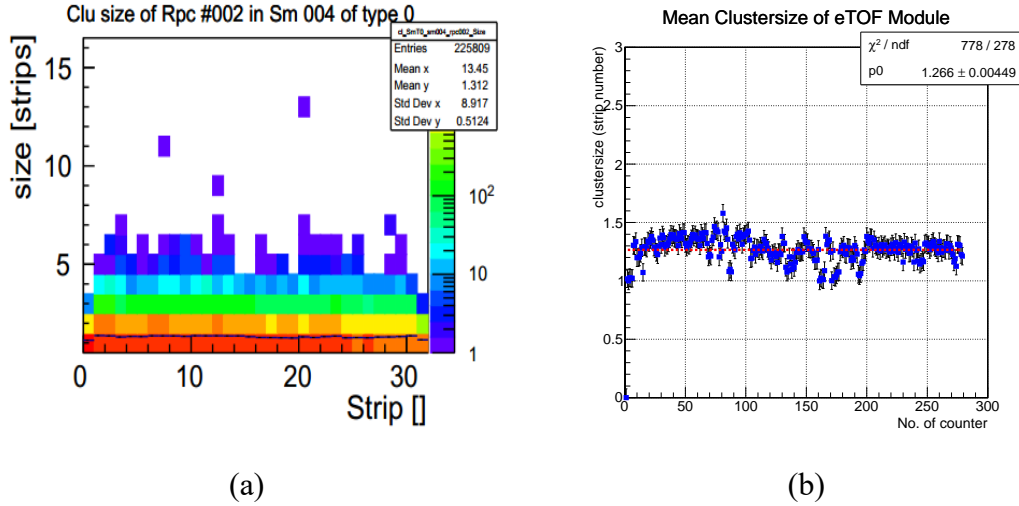 Clu size of Rpc #002 in Sm 004 of type 0
cl_SmT0_sm004_rpc002_Size
Entries 225809
Mean x 13.45
Mean y 1.312
Std Dev x 8.917
Std Dev y 0.5124
size [strips]
15
10
5
10²
10
1
0 10 20 30
Strip []
(a)
Mean Clustersize of eTOF Module
χ² / ndf 778 / 278
p0 1.266 ± 0.00449
clustersize (strip number)
3
2.5
2
1.5
1
0.5
0
0 50 100 150 200 250 300
No. of counter
(b)